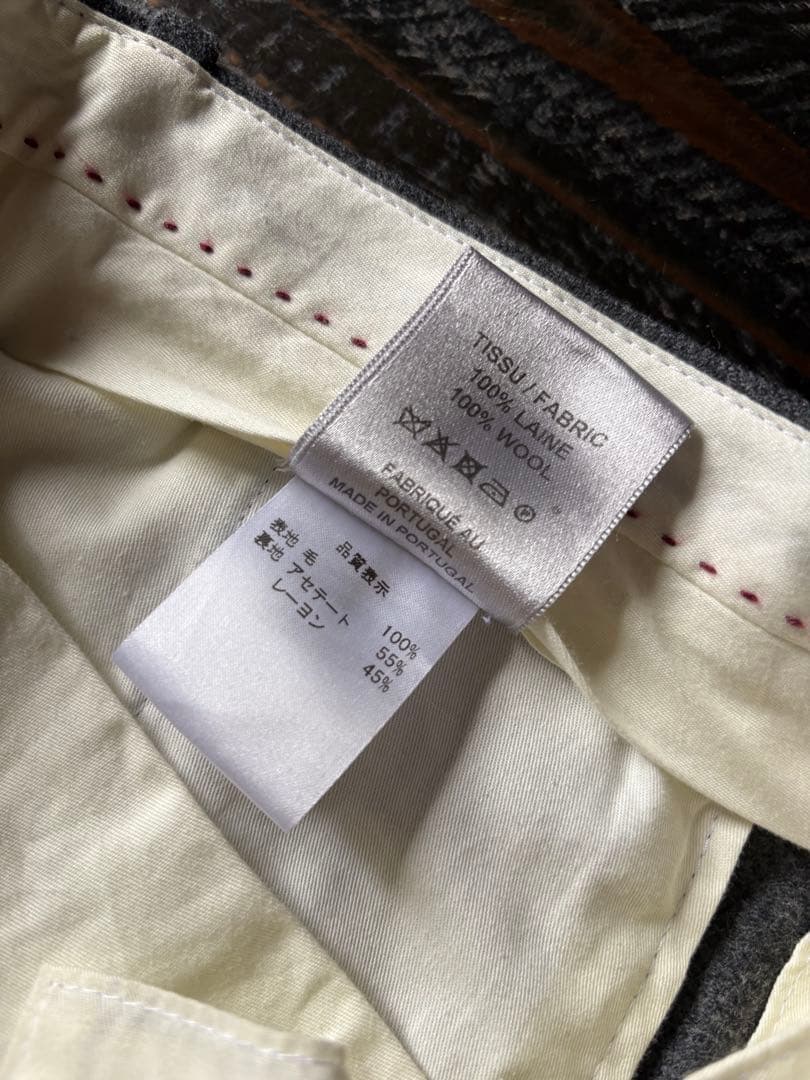 TISSU / FABRIC
100% LAINE
100% WOOL
P
FABRIQUÉ AU
PORTUGAL
MADE IN PORTUGAL
品質表示
表地 毛 100%
裏地 アセテート 55%
レーヨン 45%